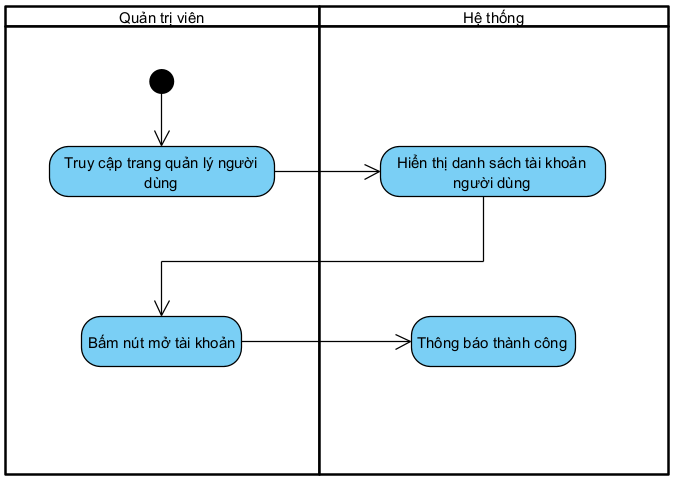 Quản trị viên
Hệ thống
Truy cập trang quản lý người
dùng
Hiển thị danh sách tài khoản
người dùng
Bấm nút mở tài khoản
Thông báo thành công